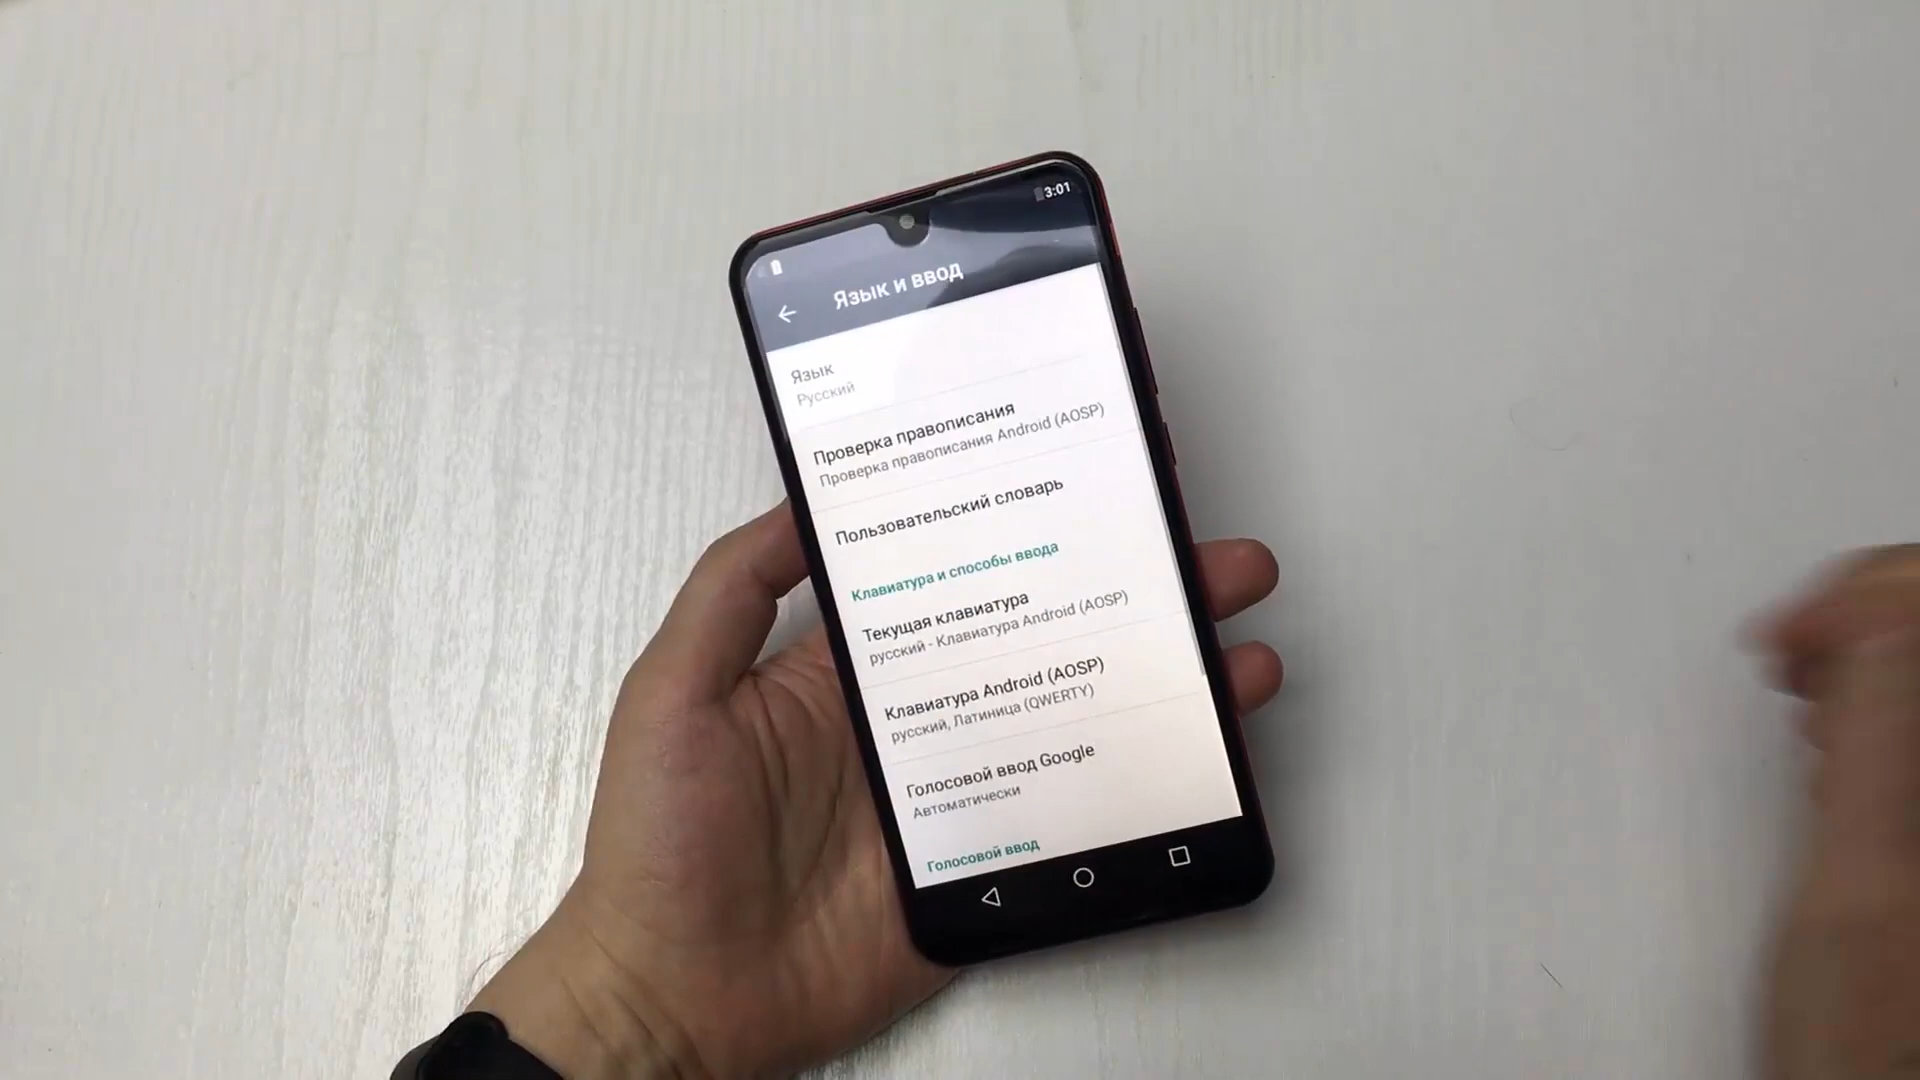 3:01
Язык и ввод
Язык
Русский
Проверка правописания
Проверка правописания Android (AOSP)
Пользовательский словарь
Клавиатура и способы ввода
Текущая клавиатура
русский - Клавиатура Android (AOSP)
Клавиатура Android (AOSP)
русский, Латиница (QWERTY)
Голосовой ввод Google
Автоматически
Голосовой ввод